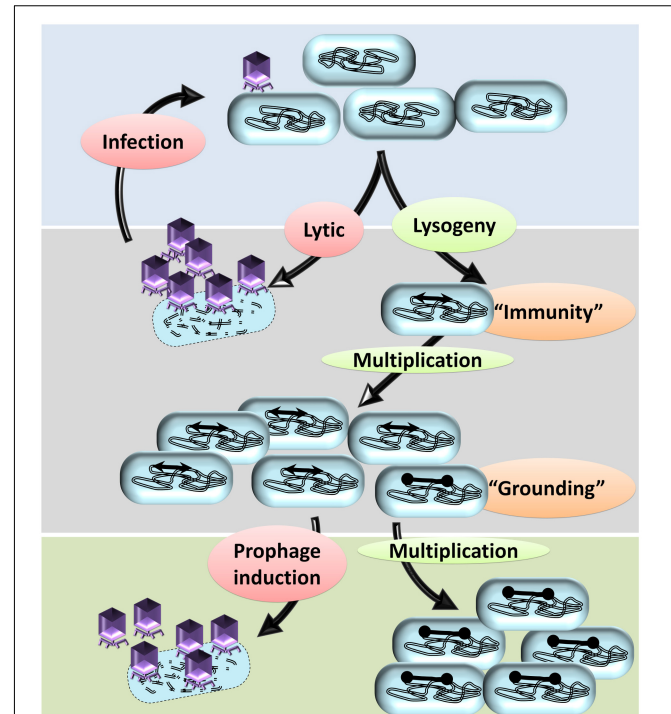 Infection
Lytic
Lysogeny
“Immunity”
Multiplication
“Grounding”
Prophage
induction
Multiplication